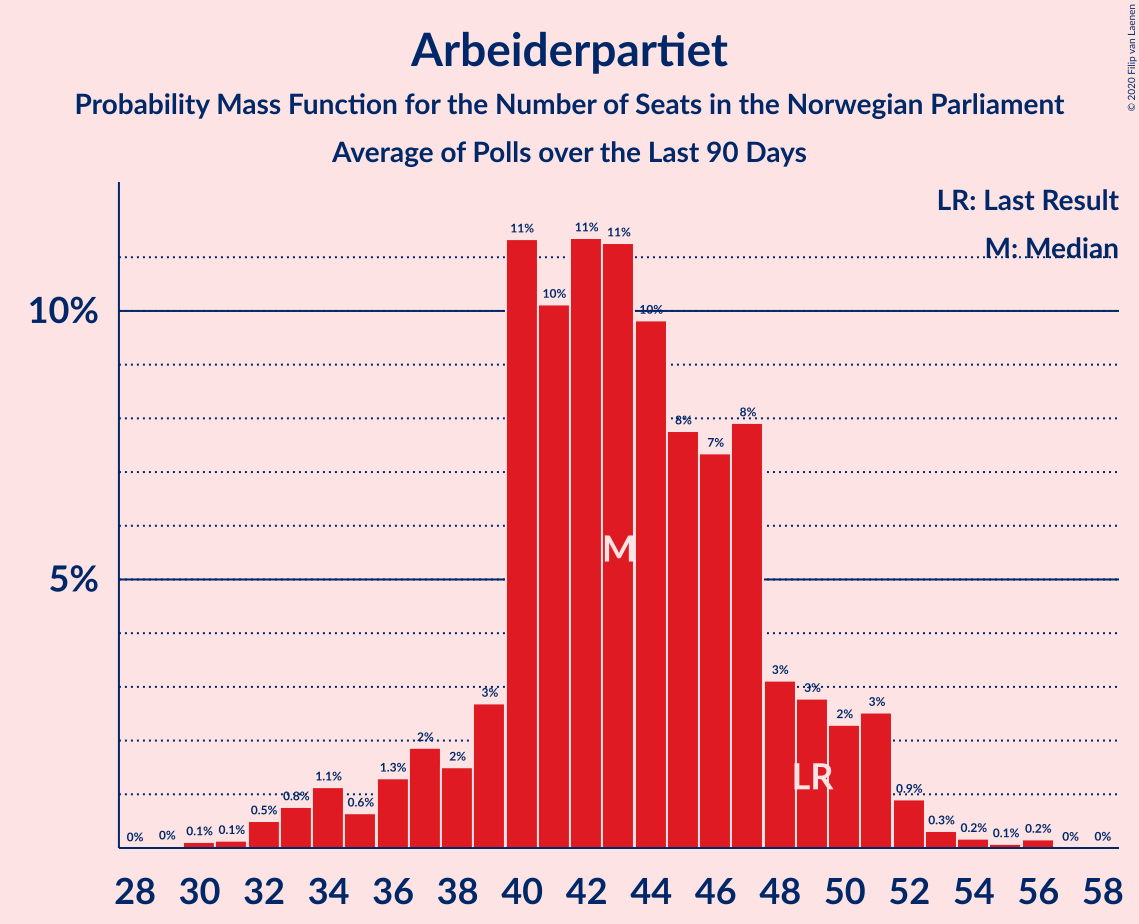 © 2020 Filip van Laenen
Arbeiderpartiet
Probability Mass Function for the Number of Seats in the Norwegian Parliament
Average of Polls over the Last 90 Days
LR: Last Result
M: Median
10%
5%
0% 0% 0.1% 0.1% 0.5% 0.8% 1.1% 0.6% 1.3% 2% 2% 3% 11% 10% 11% 11% 10% 8% 7% 8% 3% 3% 2% 3% 0.9% 0.3% 0.2% 0.1% 0.2% 0% 0%
M
LR
28 30 32 34 36 38 40 42 44 46 48 50 52 54 56 58